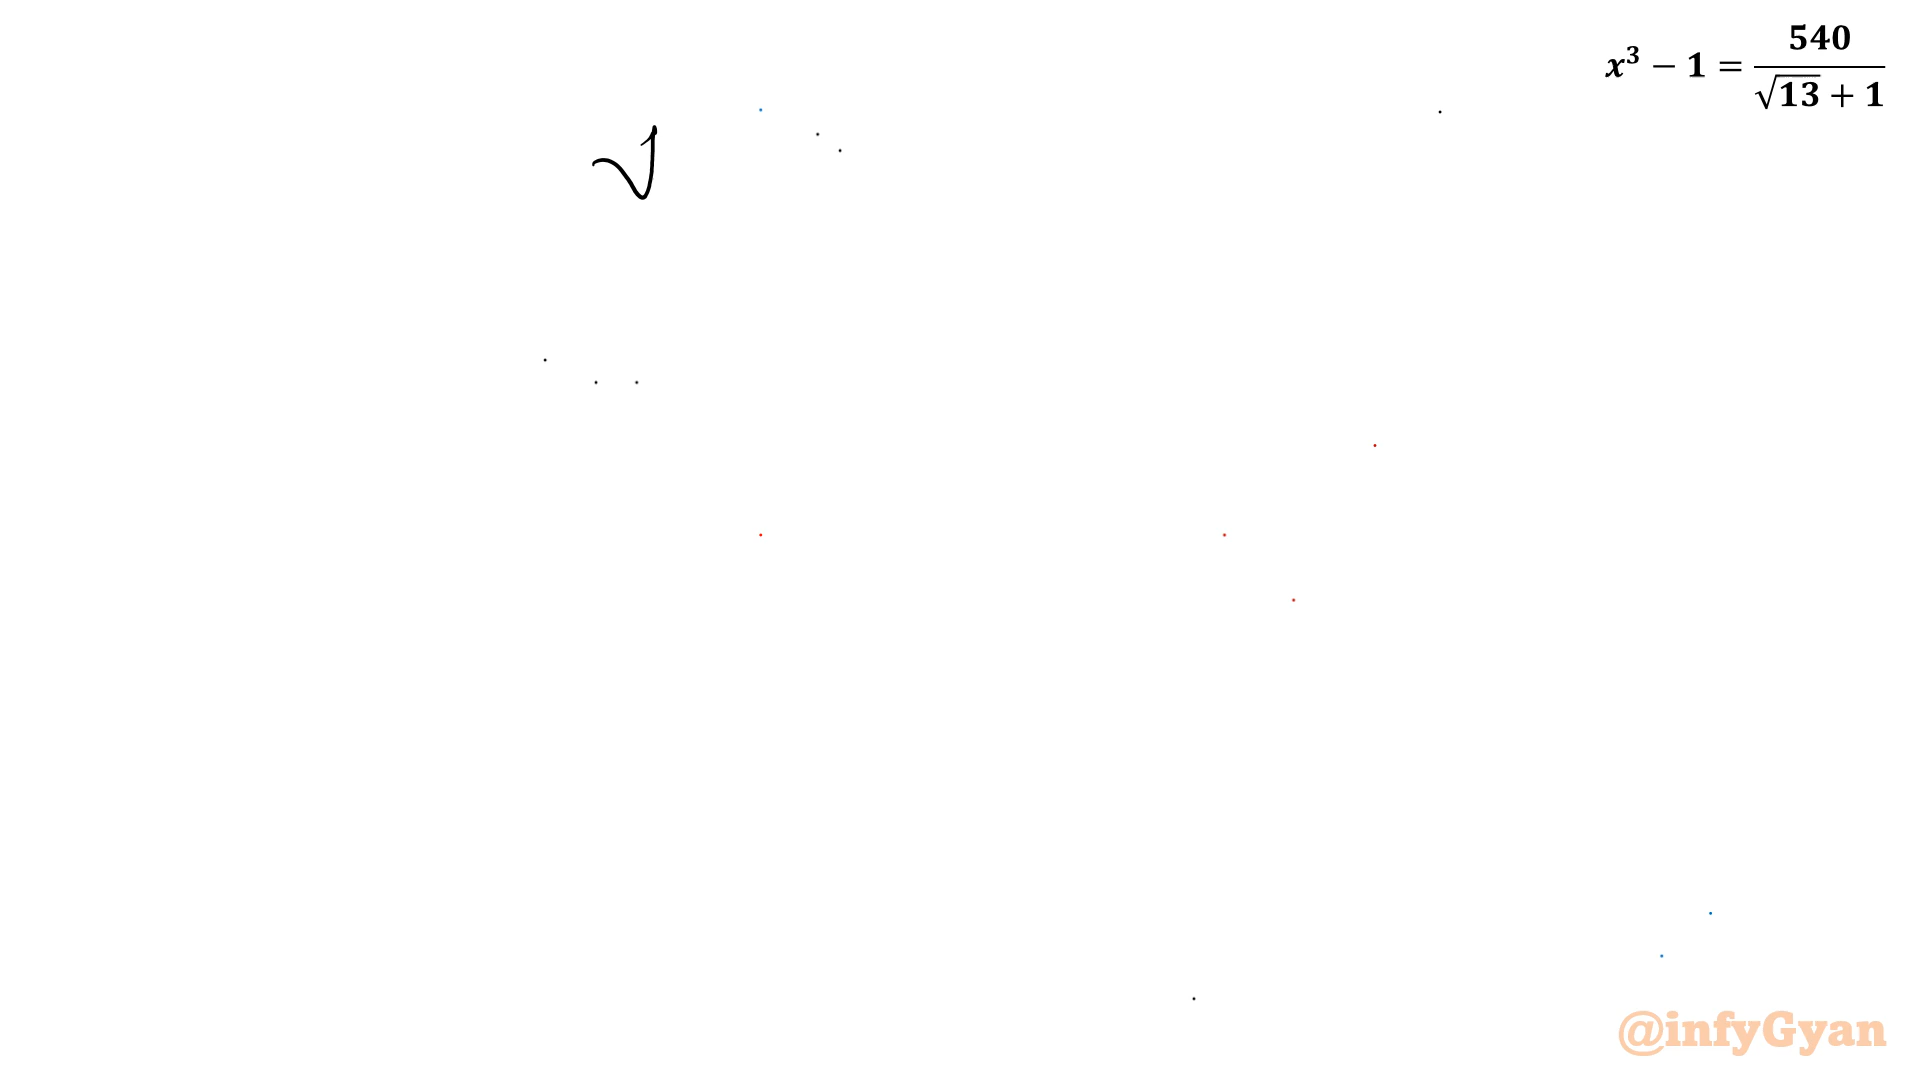 x³ − 1 = 540 / (√13 + 1)
√
@infyGyan